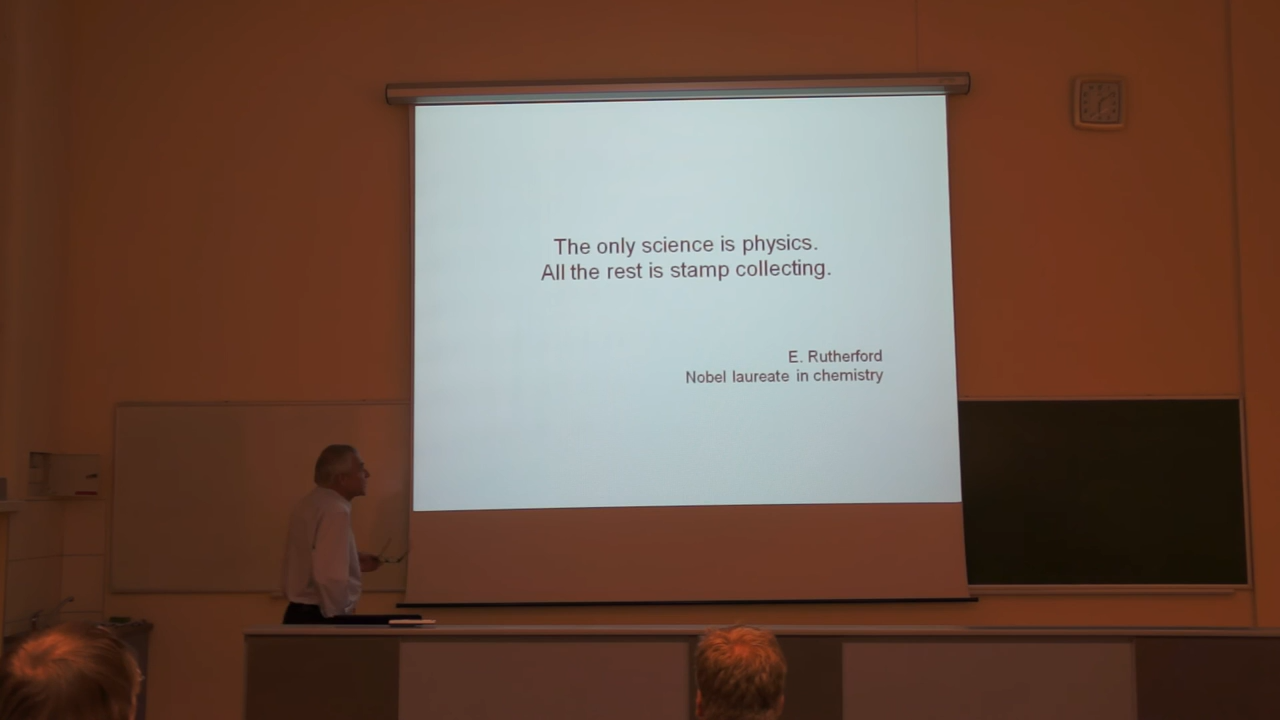 The only science is physics.
All the rest is stamp collecting.
E. Rutherford
Nobel laureate in chemistry